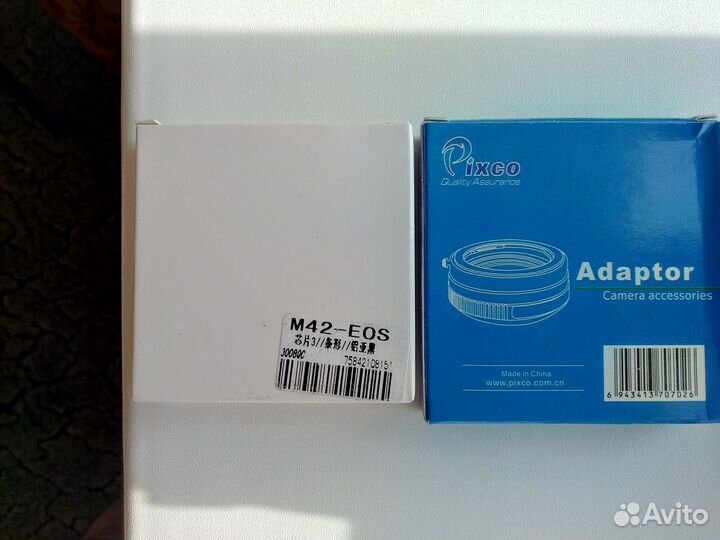 M42-EOS
芯片3//条形//铝亚黑
3008QC
7584210815
Pixco
Quality Assurance
Adaptor
Camera accessories
Made in China
www.pixco.com.cn
6 943413 707026
Avito